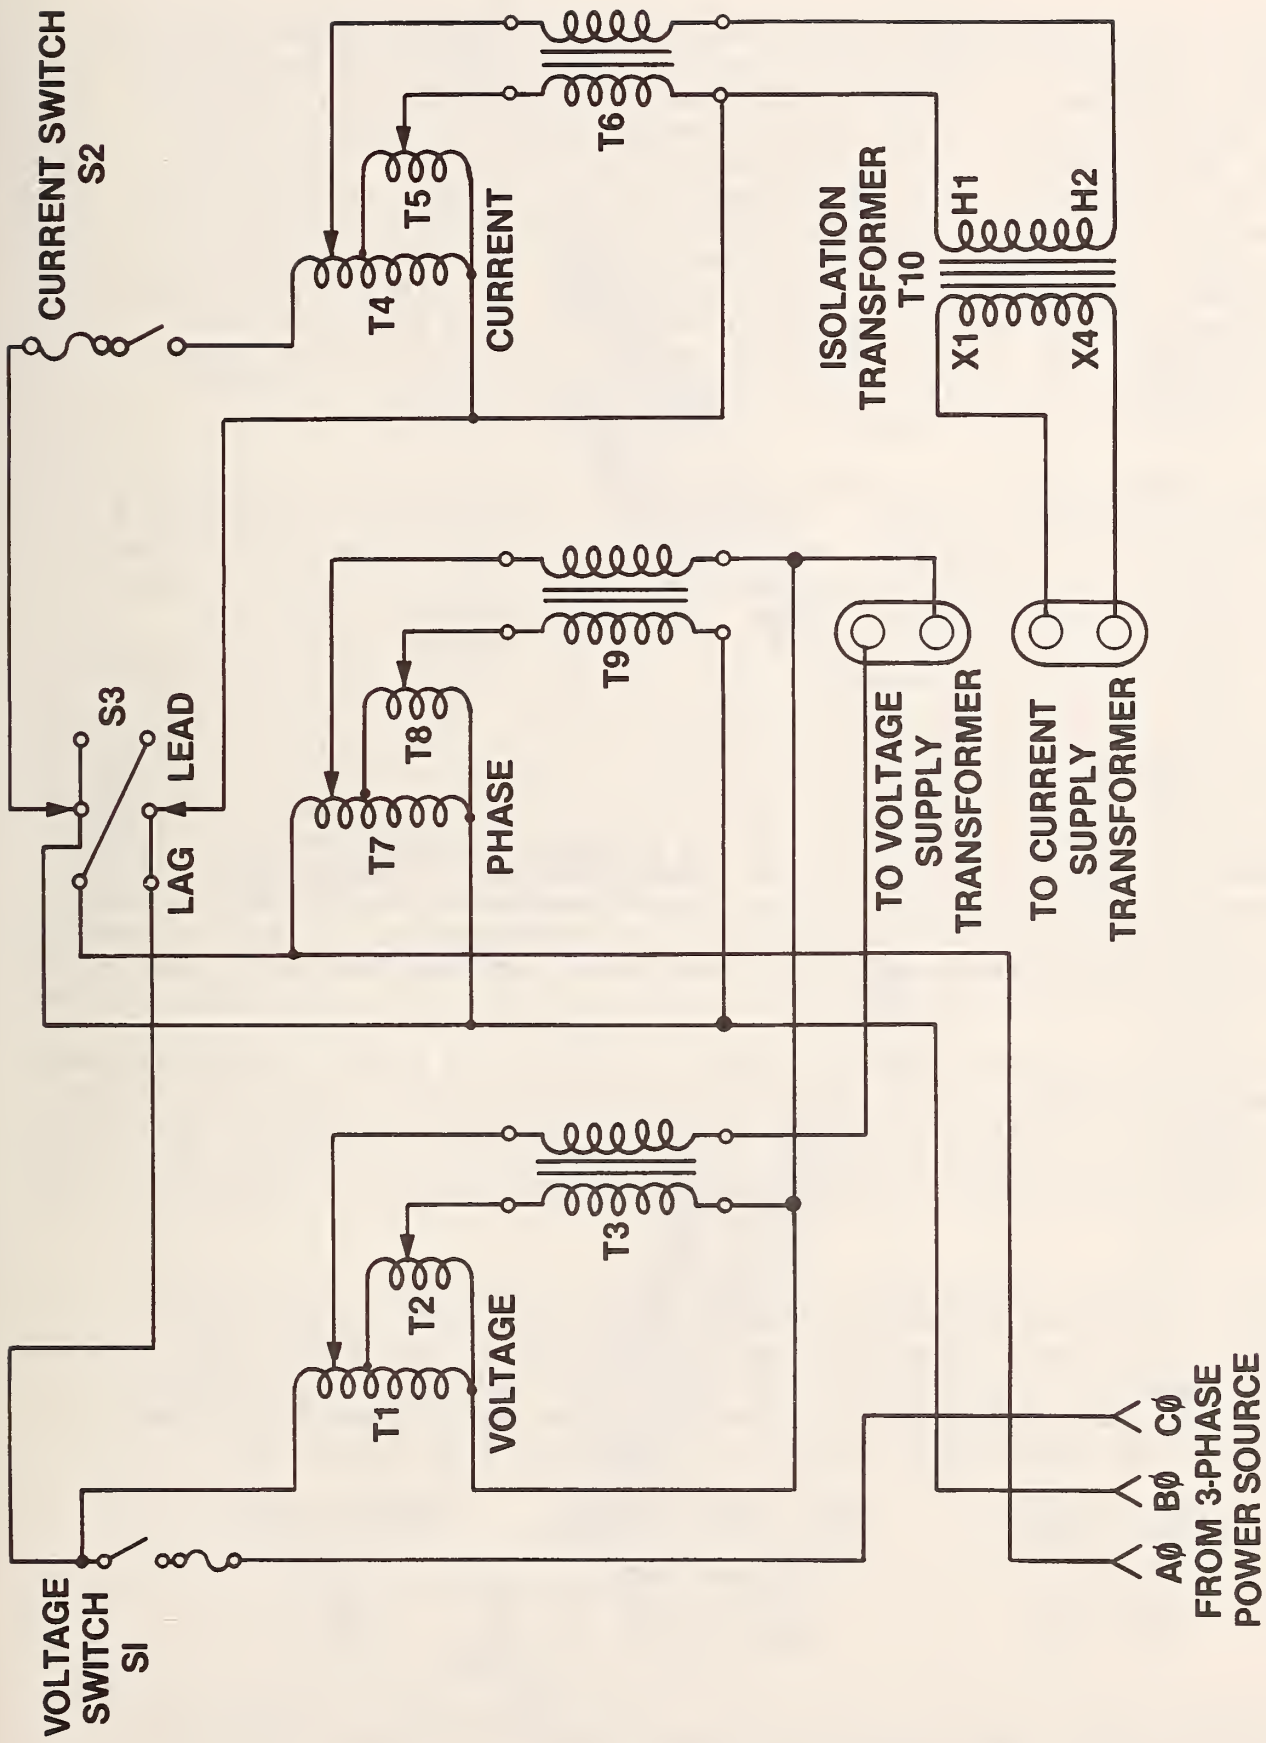 VOLTAGE
SWITCH
S1
CURRENT SWITCH
S2
S3
LAG LEAD
T1
T2
VOLTAGE
T3
T7
T8
PHASE
T9
T4
T5
CURRENT
T6
ISOLATION
TRANSFORMER
T10
X1 H1
X4 H2
TO VOLTAGE
SUPPLY
TRANSFORMER
TO CURRENT
SUPPLY
TRANSFORMER
AØ BØ CØ
FROM 3-PHASE
POWER SOURCE